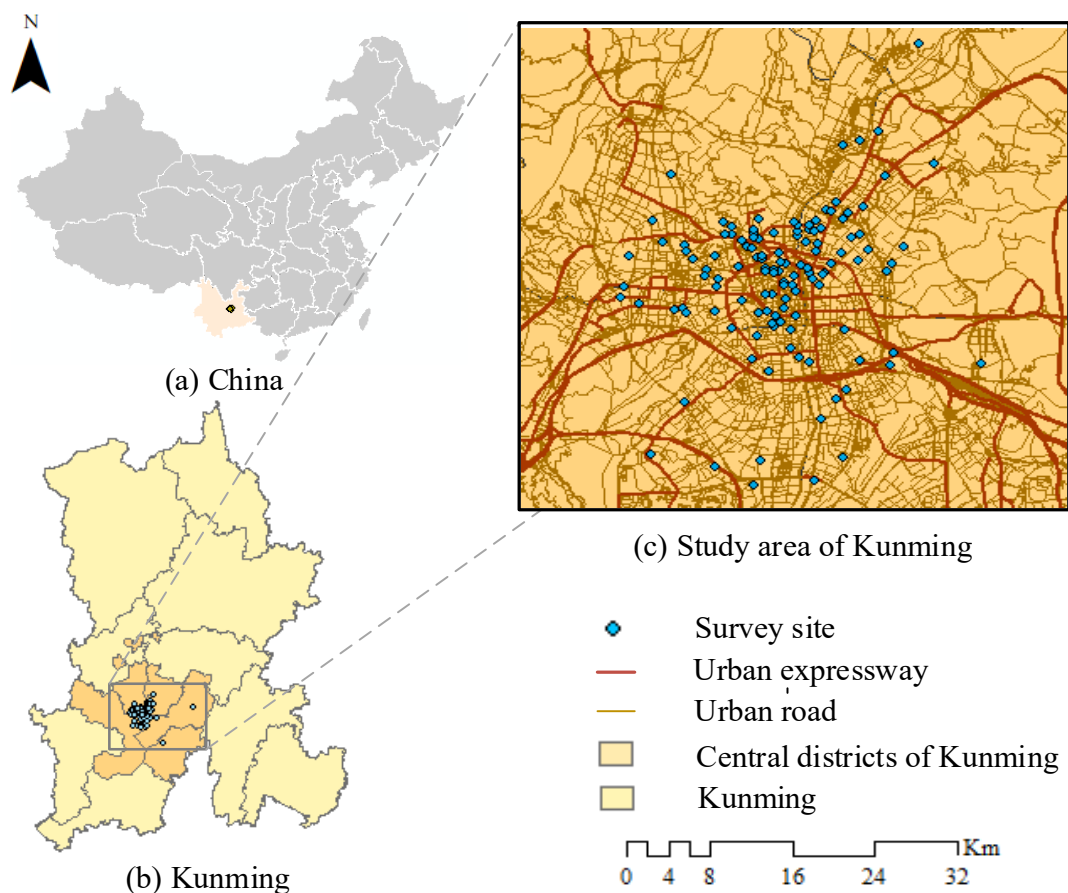 N
(a) China
(b) Kunming
(c) Study area of Kunming
Survey site
Urban expressway
Urban road
Central districts of Kunming
Kunming
Km
0 4 8 16 24 32